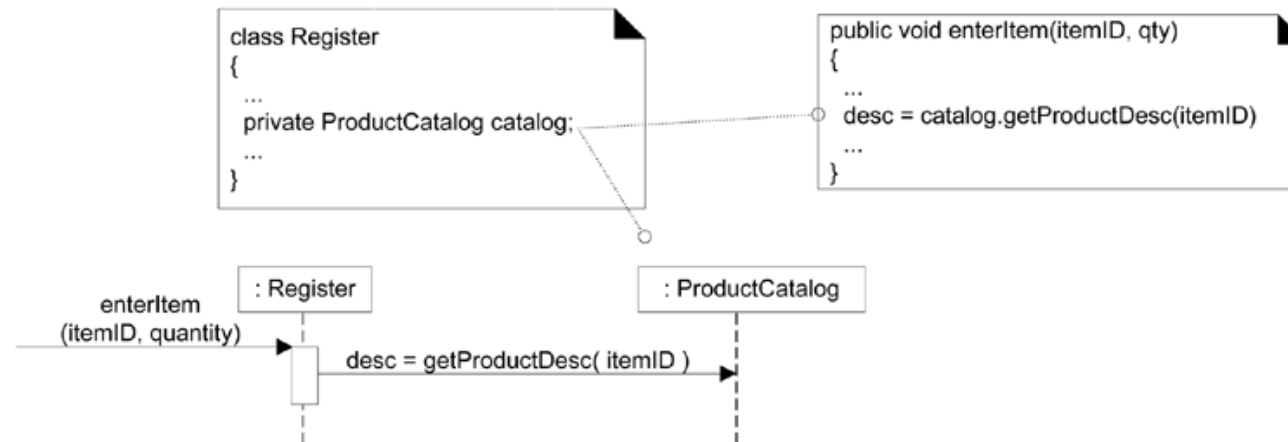 class Register
{
...
private ProductCatalog catalog;
...
}
public void enterItem(itemID, qty)
{
...
desc = catalog.getProductDesc(itemID)
...
}
: Register
: ProductCatalog
enterItem
(itemID, quantity)
desc = getProductDesc( itemID )